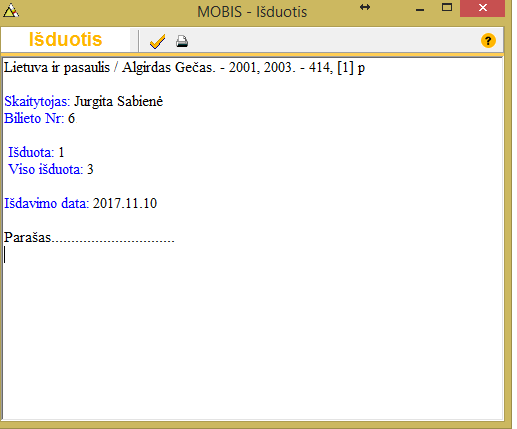 MOBIS - Išduotis
Išduotis
Lietuva ir pasaulis / Algirdas Gečas. - 2001, 2003. - 414, [1] p
Skaitytojas: Jurgita Sabienė
Bilieto Nr: 6
Išduota: 1
Viso išduota: 3
Išdavimo data: 2017.11.10
Parašas...............................